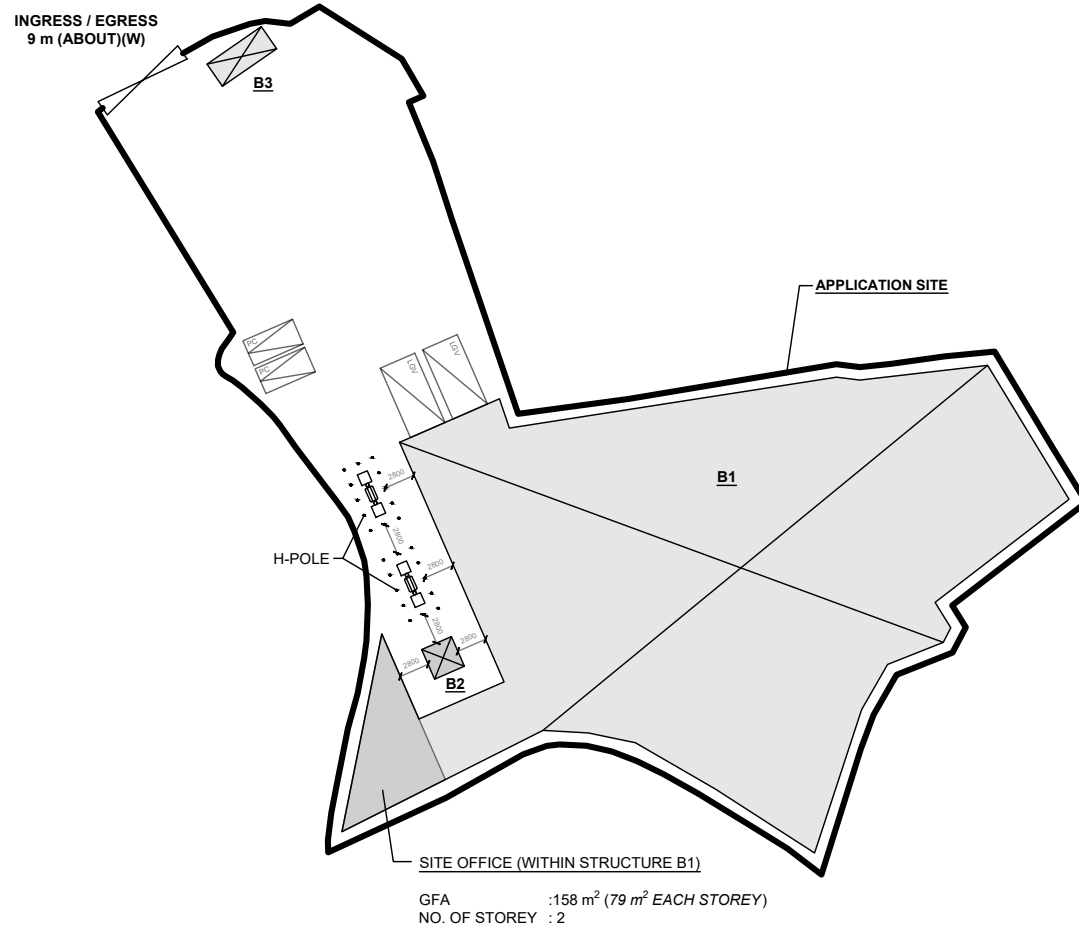 INGRESS / EGRESS
9 m (ABOUT)(W)
B3
APPLICATION SITE
PC
PC
LGV
LGV
B1
2800
2800
H-POLE
2800
2800
2800
2800
B2
SITE OFFICE (WITHIN STRUCTURE B1)
GFA :158 m² (79 m² EACH STOREY)
NO. OF STOREY : 2